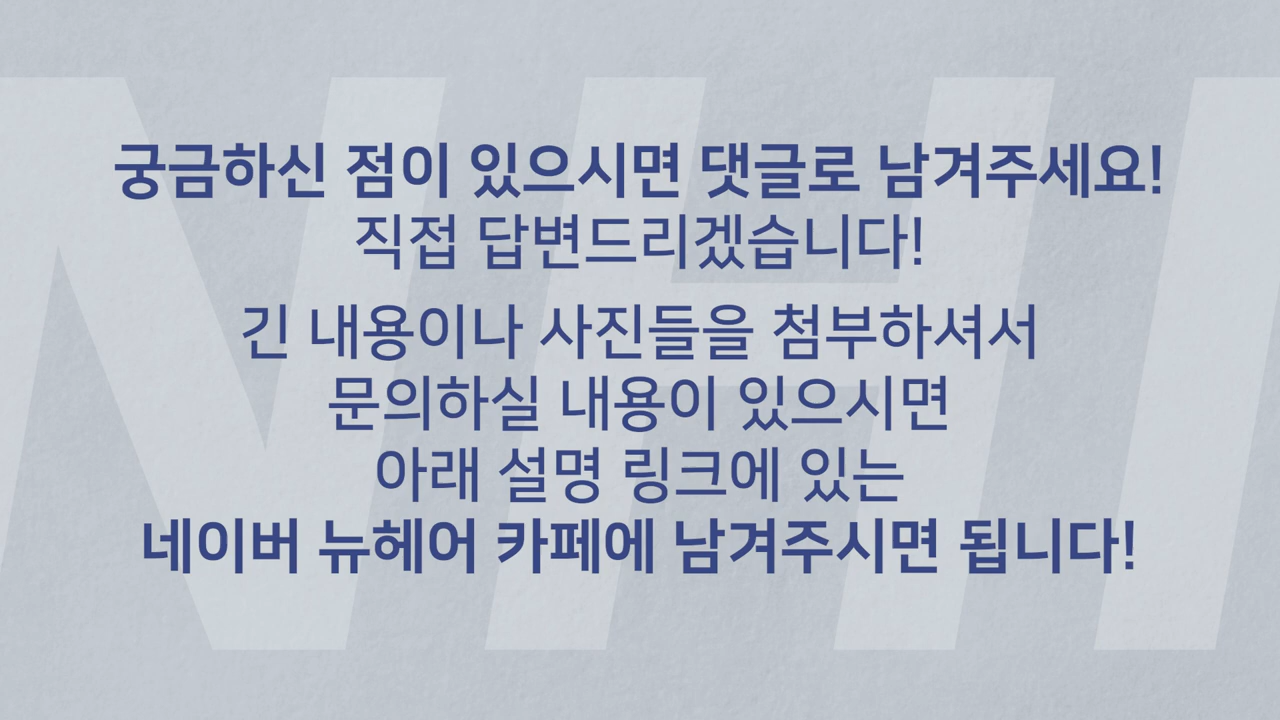 궁금하신 점이 있으시면 댓글로 남겨주세요!
직접 답변드리겠습니다!
긴 내용이나 사진들을 첨부하셔서
문의하실 내용이 있으시면
아래 설명 링크에 있는
네이버 뉴헤어 카페에 남겨주시면 됩니다!